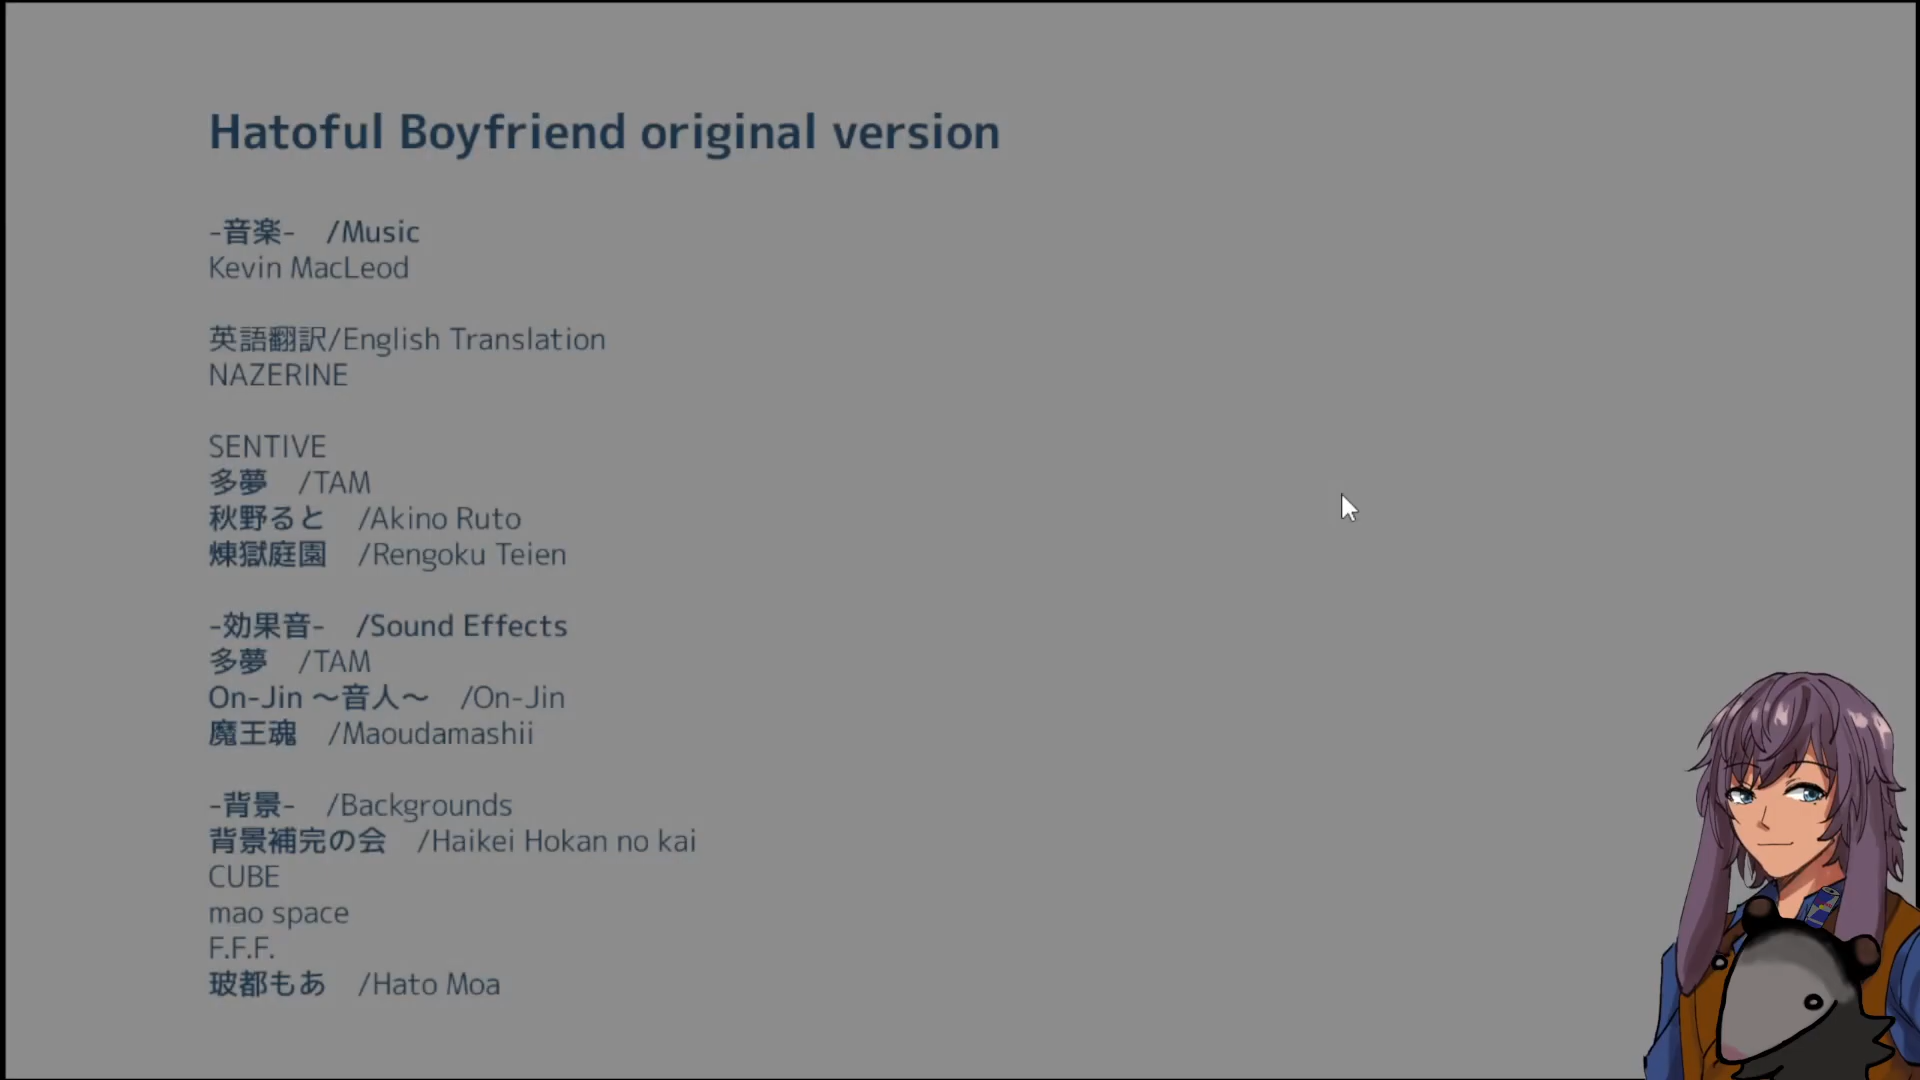 Hatoful Boyfriend original version
-音楽-　/Music
Kevin MacLeod
英語翻訳/English Translation
NAZERINE
SENTIVE
多夢　/TAM
秋野ると　/Akino Ruto
煉獄庭園　/Rengoku Teien
-効果音-　/Sound Effects
多夢　/TAM
On-Jin ～音人～　/On-Jin
魔王魂　/Maoudamashii
-背景-　/Backgrounds
背景補完の会　/Haikei Hokan no kai
CUBE
mao space
F.F.F.
玻都もあ　/Hato Moa